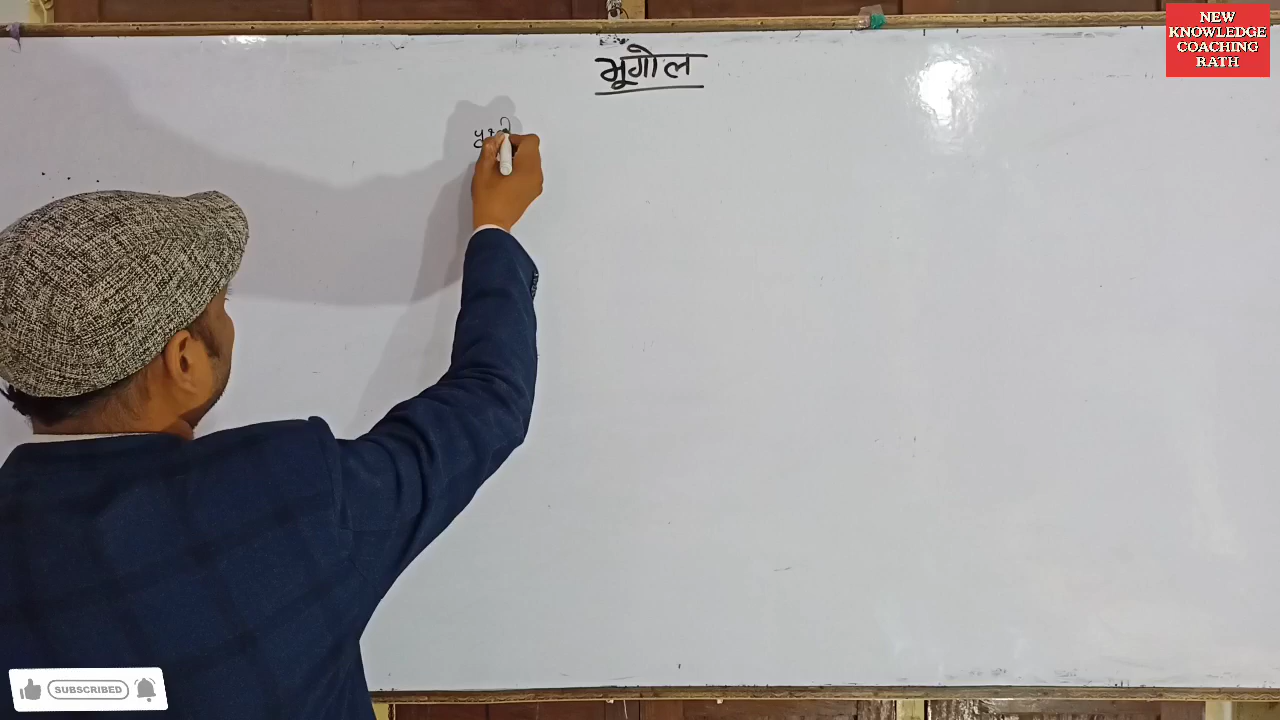 भूगोल
NEW
KNOWLEDGE
COACHING
RATH
SUBSCRIBED